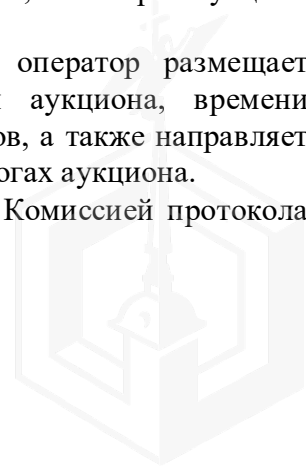 оператор размещает
аукциона, времени
ов, а также направляет
огах аукциона.
Комиссией протокола